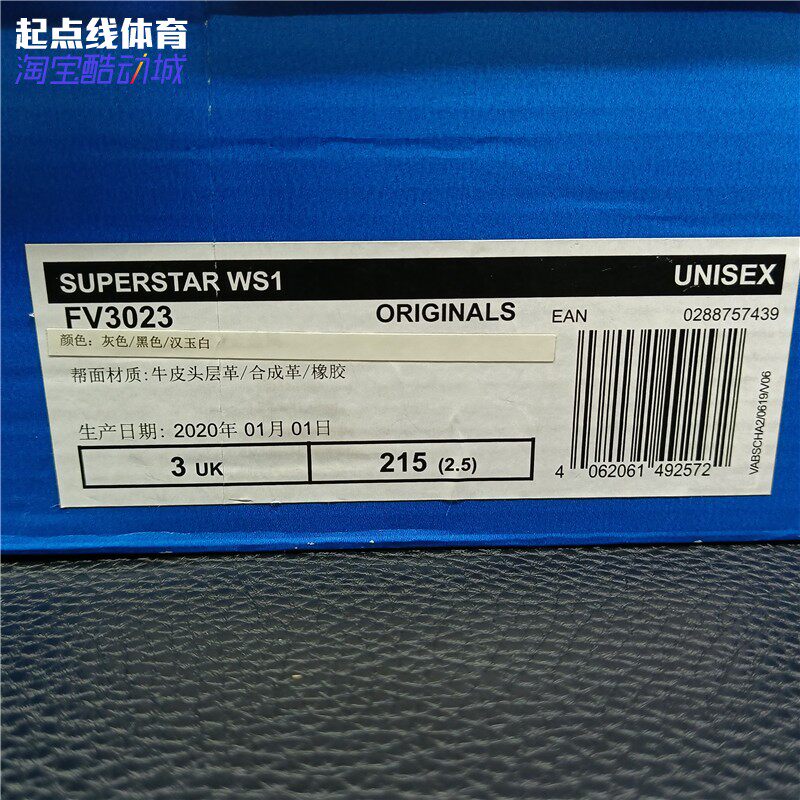 起点线体育
淘宝酷动城
SUPERSTAR WS1 UNISEX
FV3023 ORIGINALS EAN 0288757439
颜色：灰色/黑色/汉玉白
帮面材质:牛皮头层革/合成革/橡胶
生产日期: 2020年 01月 01日
3 UK 215 (2.5)
4 062061 492572
VABSCHA2/0619/V06